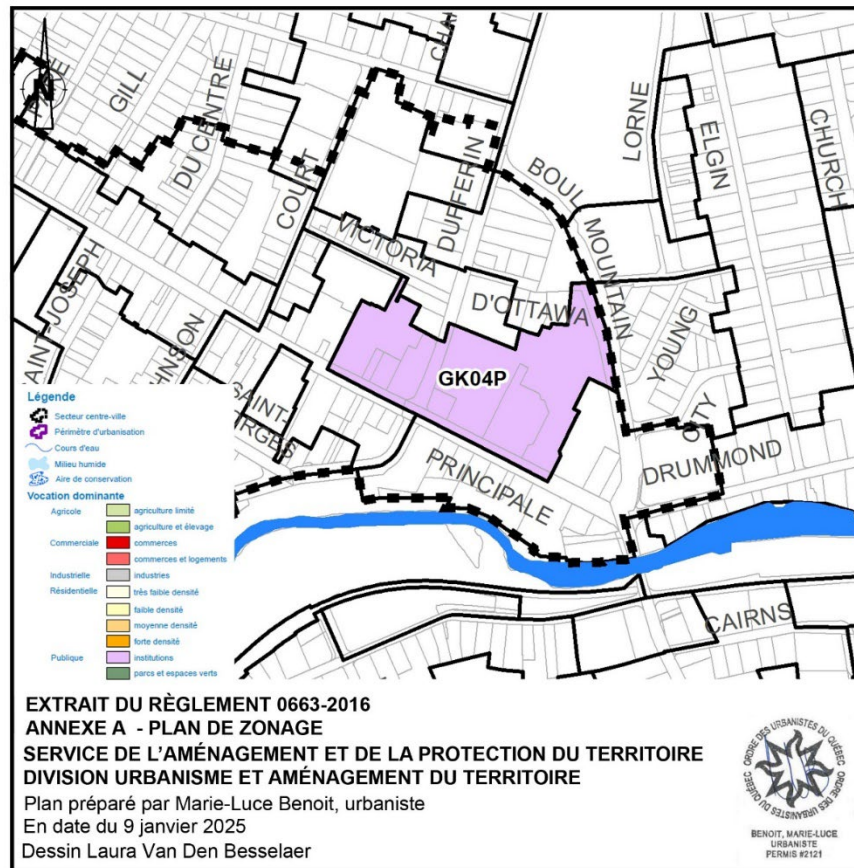 GILL
DU CENTRE
COURT
DUFFERIN
BOUL MOUNTAIN
LORNE
ELGIN
CHURCH
VICTORIA
D'OTTAWA
YOUNG
CITY
DRUMMOND
GK04P
PRINCIPALE
CAIRNS
Légende
Secteur centre-ville
Périmètre d'urbanisation
Cours d'eau
Milieu humide
Aire de conservation
Vocation dominante
Agricole agriculture limité
agriculture et élevage
Commerciale commerces
commerces et logements
Industrielle industries
Résidentielle très faible densité
faible densité
moyenne densité
forte densité
Publique institutions
parcs et espaces verts
EXTRAIT DU RÈGLEMENT 0663-2016
ANNEXE A - PLAN DE ZONAGE
SERVICE DE L'AMÉNAGEMENT ET DE LA PROTECTION DU TERRITOIRE
DIVISION URBANISME ET AMÉNAGEMENT DU TERRITOIRE
Plan préparé par Marie-Luce Benoit, urbaniste
En date du 9 janvier 2025
Dessin Laura Van Den Besselaer
ORDRE DES URBANISTES DU QUÉBEC
ORDRE DES URBANISTES DU QUÉBEC
BENOIT, MARIE-LUCE
URBANISTE
PERMIS #2121